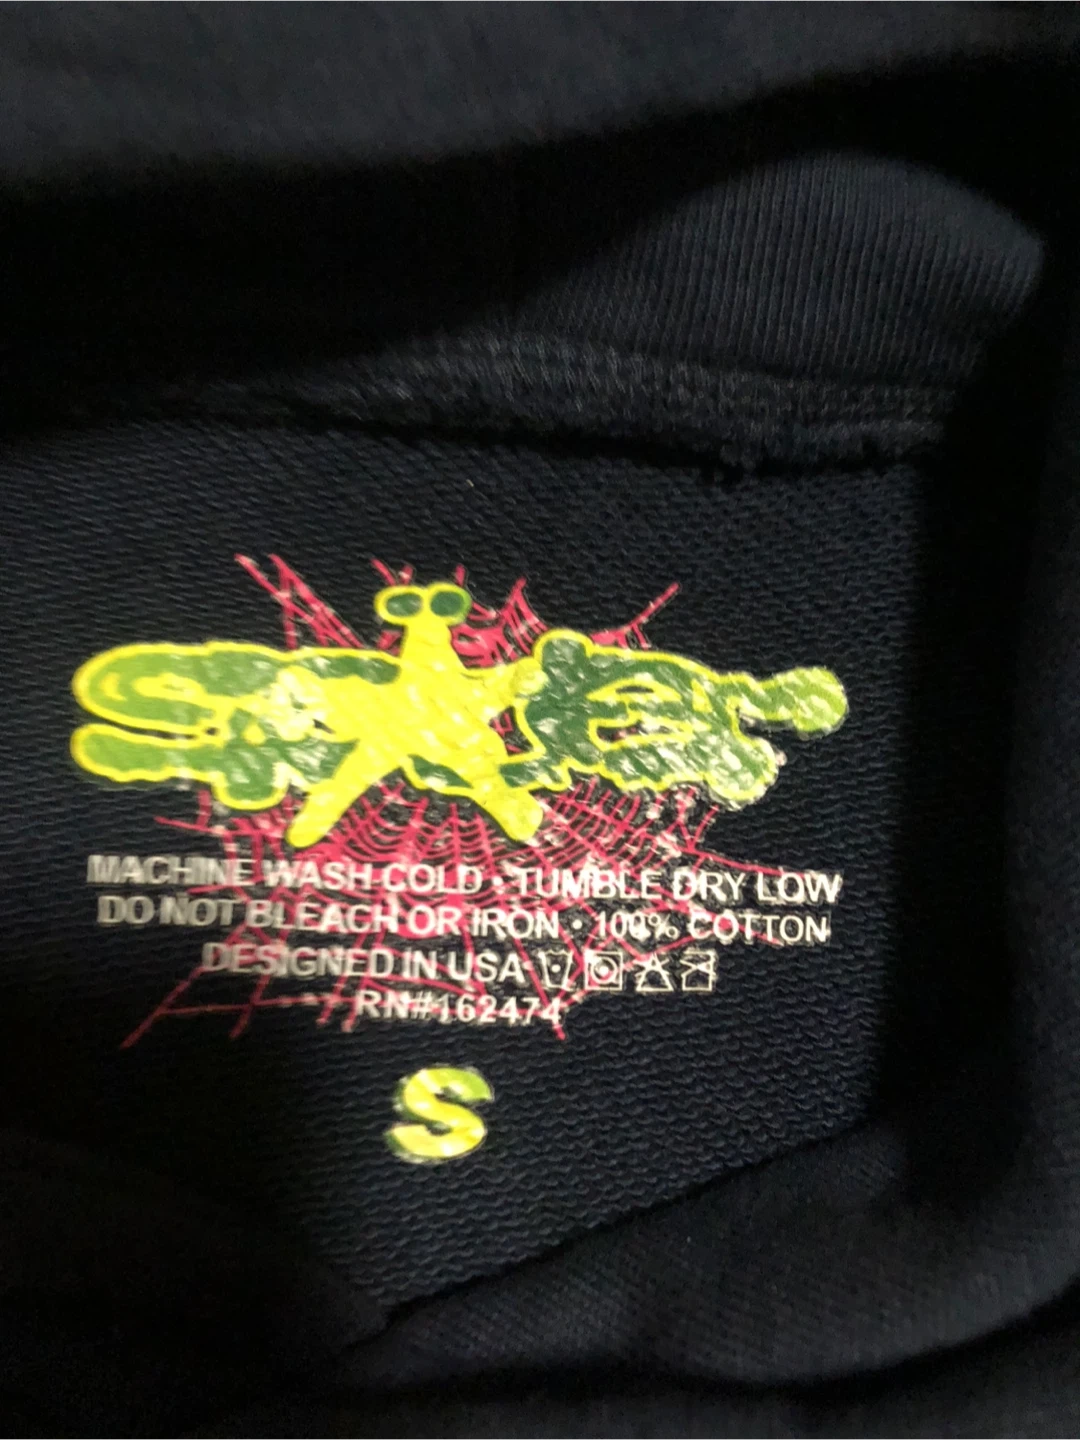 MACHINE WASH COLD • TUMBLE DRY LOW
DO NOT BLEACH OR IRON • 100% COTTON
DESIGNED IN USA
RN#162474
S